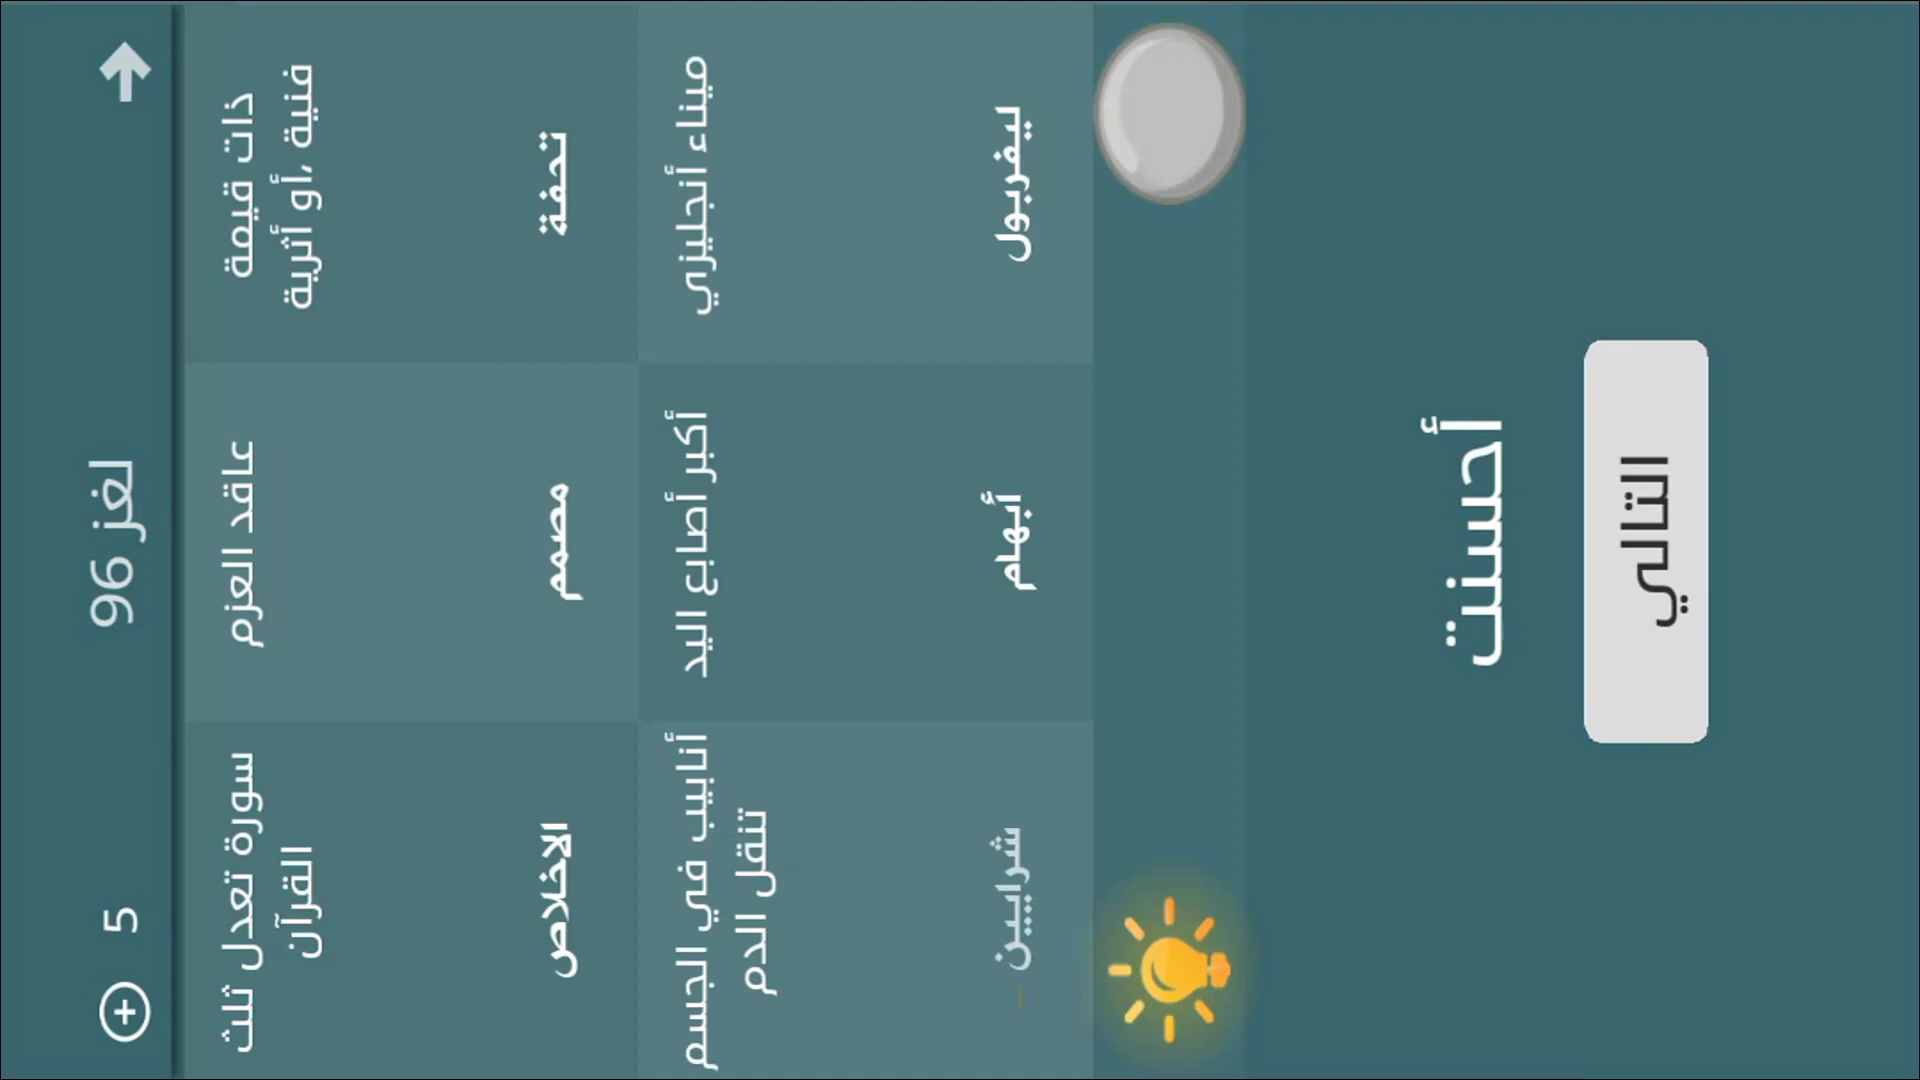 لغز 96
5
ذات قيمة
فنية ،أو أثرية
تحفة
عاقد العزم
مصمم
سورة تعدل ثلث
القرآن
الاخلاص
ميناء أنجليزي
ليفربول
أكبر أصابع اليد
أبهام
أنابيب في الجسم
تنقل الدم
شرايين
أحسنت
التالي